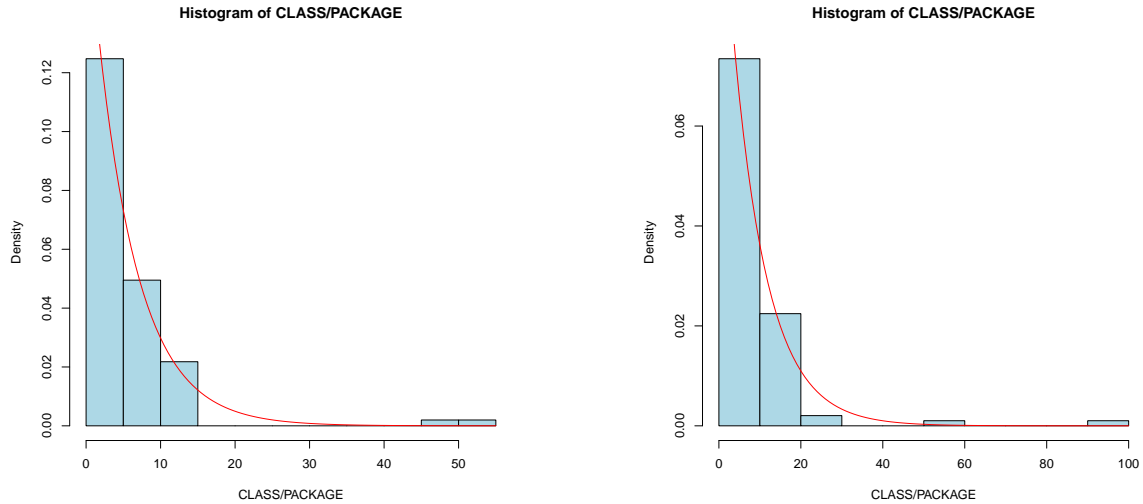 Histogram of CLASS/PACKAGE
Density
0.00
0.02
0.04
0.06
0.08
0.10
0.12
0 10 20 30 40 50
CLASS/PACKAGE
Histogram of CLASS/PACKAGE
Density
0.00
0.02
0.04
0.06
0 20 40 60 80 100
CLASS/PACKAGE